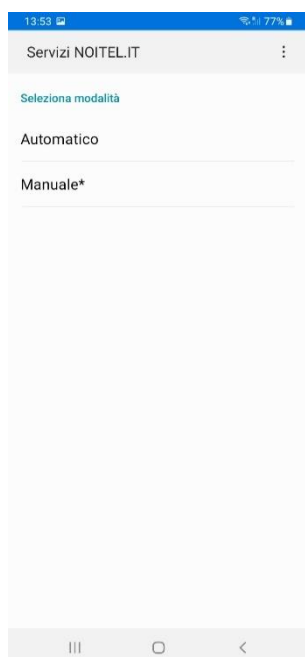 13:53 77%
Servizi NOITEL.IT
Seleziona modalità
Automatico
Manuale*